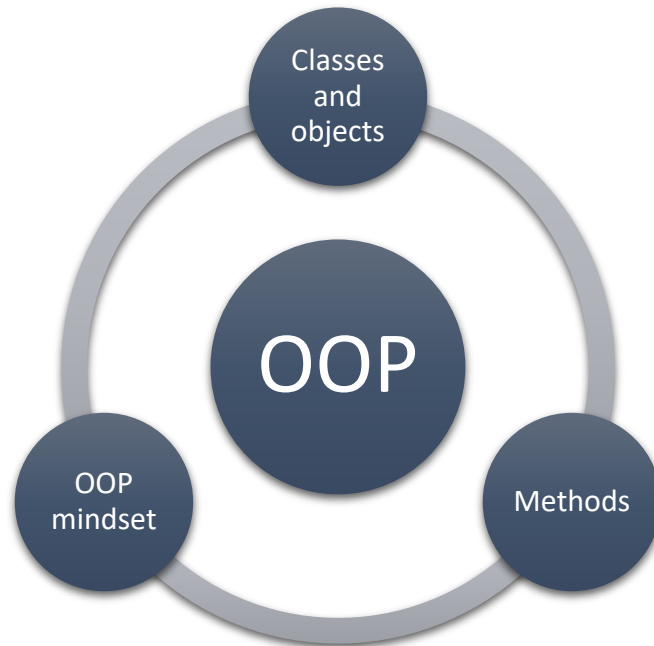 Classes
and
objects
OOP
OOP
mindset
Methods